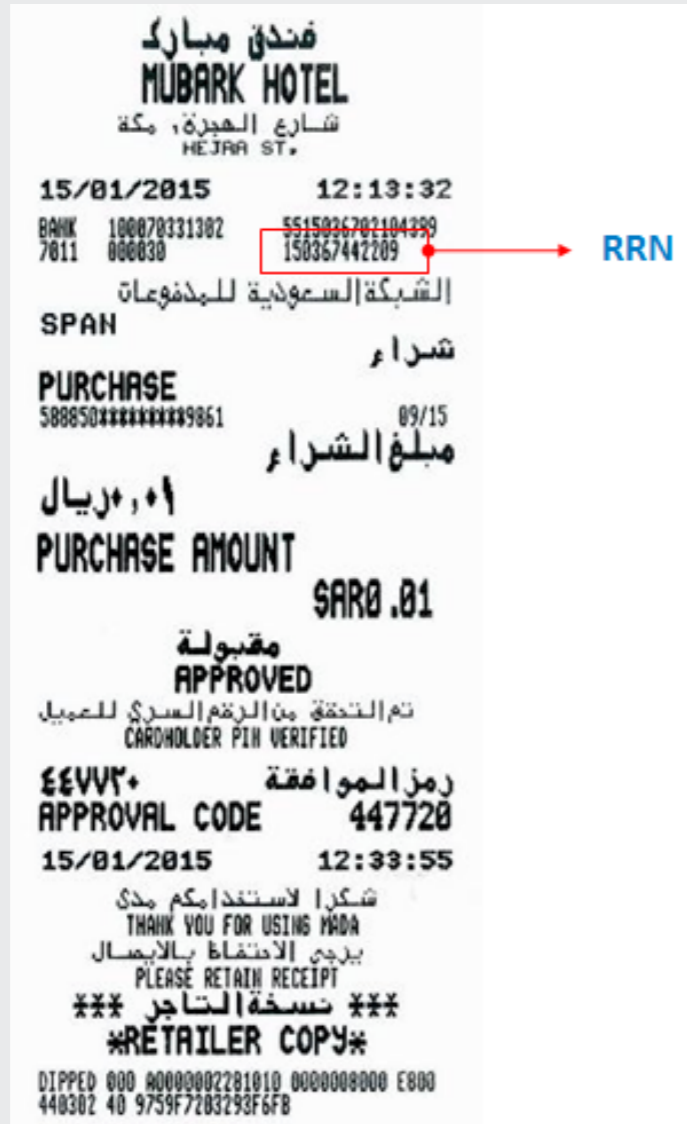 فندق مبارك
MUBARK HOTEL
شارع الهجرة، مكة
HEJRA ST.
15/01/2015 12:13:32
BANK 100070331302 5515036702104399
7011 000030 150367442209
RRN
الشبكة السعودية للمدفوعات
SPAN
شراء
PURCHASE
588850*********9861 09/15
مبلغ الشراء
٠,٠١ ريال
PURCHASE AMOUNT
SAR0.01
مقبولة
APPROVED
تم التحقق من الرقم السري للعميل
CARDHOLDER PIN VERIFIED
رمز الموافقة ٤٤٧٧٢٠
APPROVAL CODE 447720
15/01/2015 12:33:55
شكرا لاستخدامكم مدى
THANK YOU FOR USING MADA
يرجى الاحتفاظ بالايصال
PLEASE RETAIN RECEIPT
*** نسخة التاجر ***
*RETAILER COPY*
DIPPED 000 A0000002281010 0000008000 E800
440302 40 9759F7203293F6FB